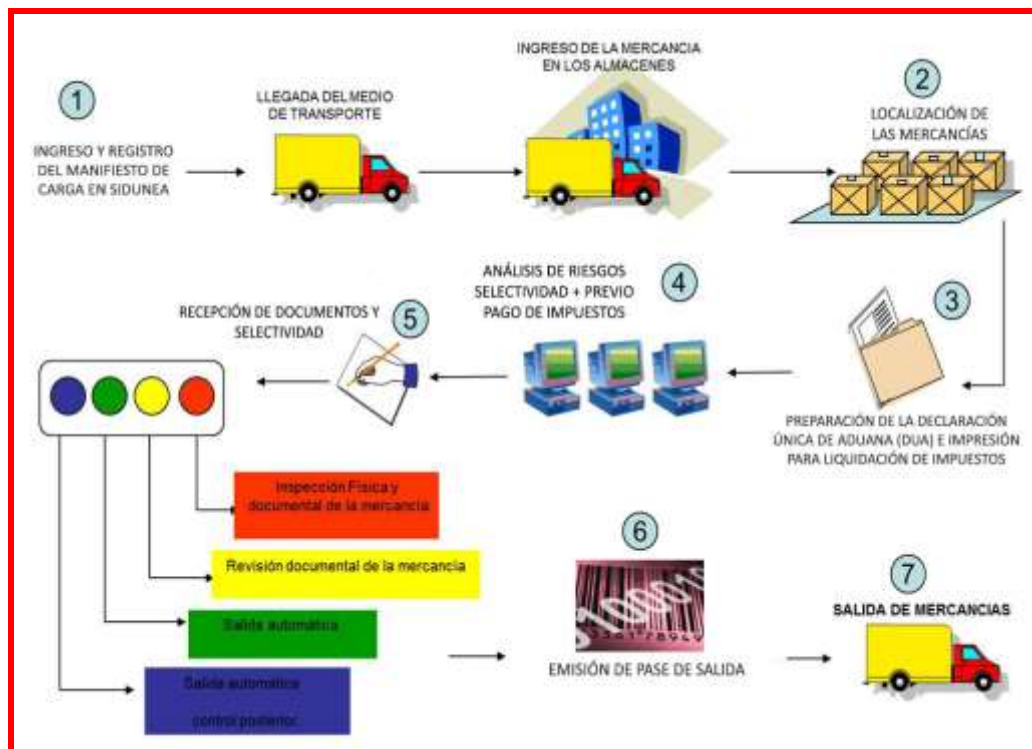 1
INGRESO Y REGISTRO
DEL MANIFIESTO DE
CARGA EN SIDUNEA
LLEGADA DEL MEDIO
DE TRANSPORTE
INGRESO DE LA MERCANCIA
EN LOS ALMACENES
2
LOCALIZACIÓN DE
LAS MERCANCÍAS
3
PREPARACIÓN DE LA DECLARACIÓN
ÚNICA DE ADUANA (DUA) E IMPRESIÓN
PARA LIQUIDACIÓN DE IMPUESTOS
4
ANÁLISIS DE RIESGOS
SELECTIVIDAD + PREVIO
PAGO DE IMPUESTOS
5
RECEPCIÓN DE DOCUMENTOS Y
SELECTIVIDAD
Inspección Física y
documental de la mercancia
Revisión documental de la mercancia
Salida automática
Salida automática
control posterior
6
EMISIÓN DE PASE DE SALIDA
7
SALIDA DE MERCANCIAS